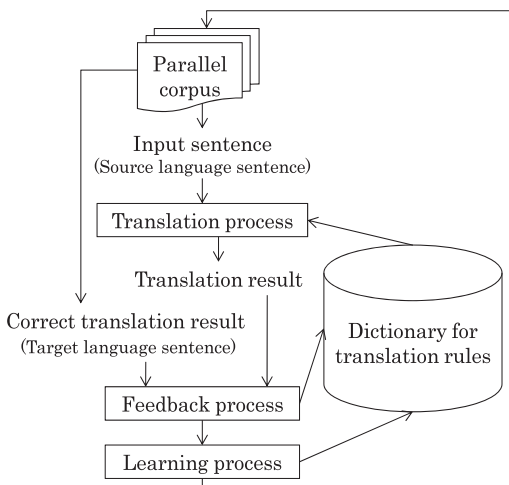 Parallel
corpus
Input sentence
(Source language sentence)
Translation process
Translation result
Correct translation result
(Target language sentence)
Dictionary for
translation rules
Feedback process
Learning process